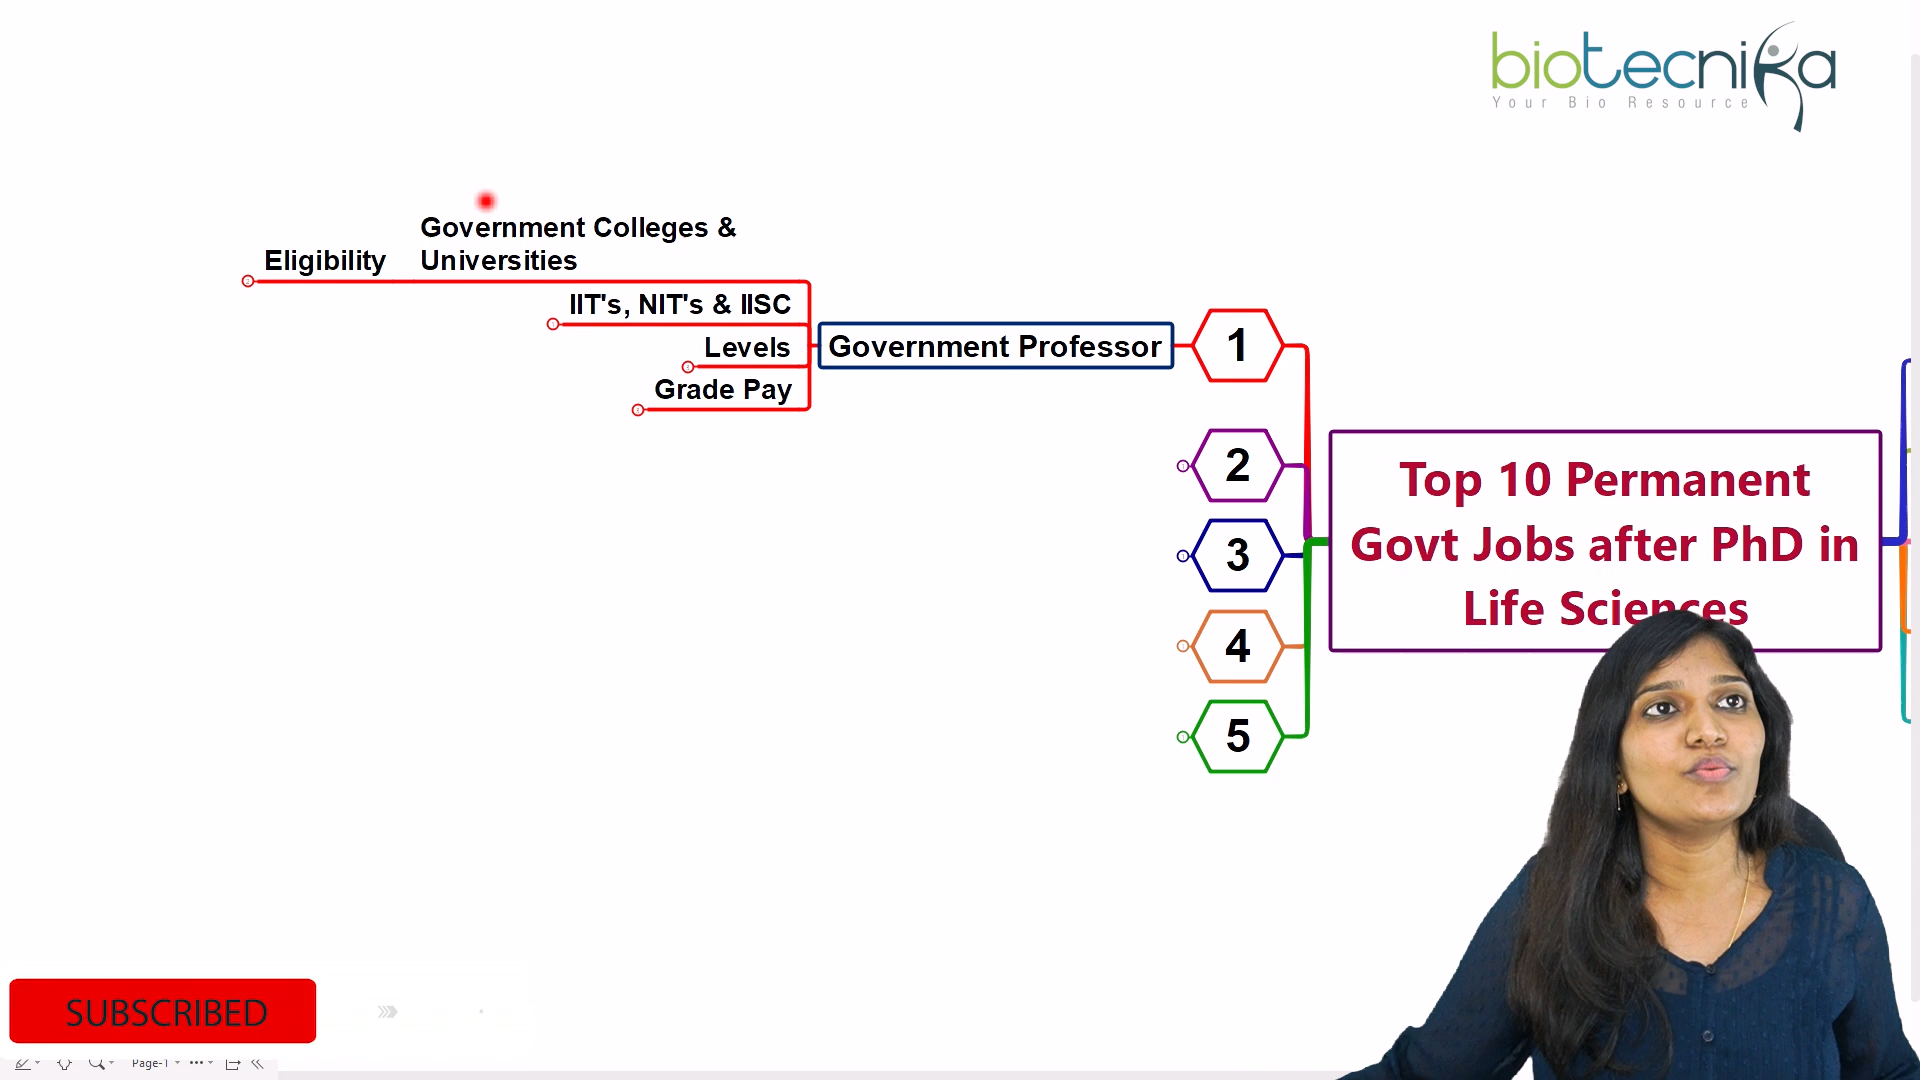 biotecnika
Your Bio Resource
Government Colleges &
Eligibility Universities
IIT's, NIT's & IISC
Levels
Government Professor
Grade Pay
1
2
3
4
5
Top 10 Permanent
Govt Jobs after PhD in
Life Sciences
SUBSCRIBED
Page-1